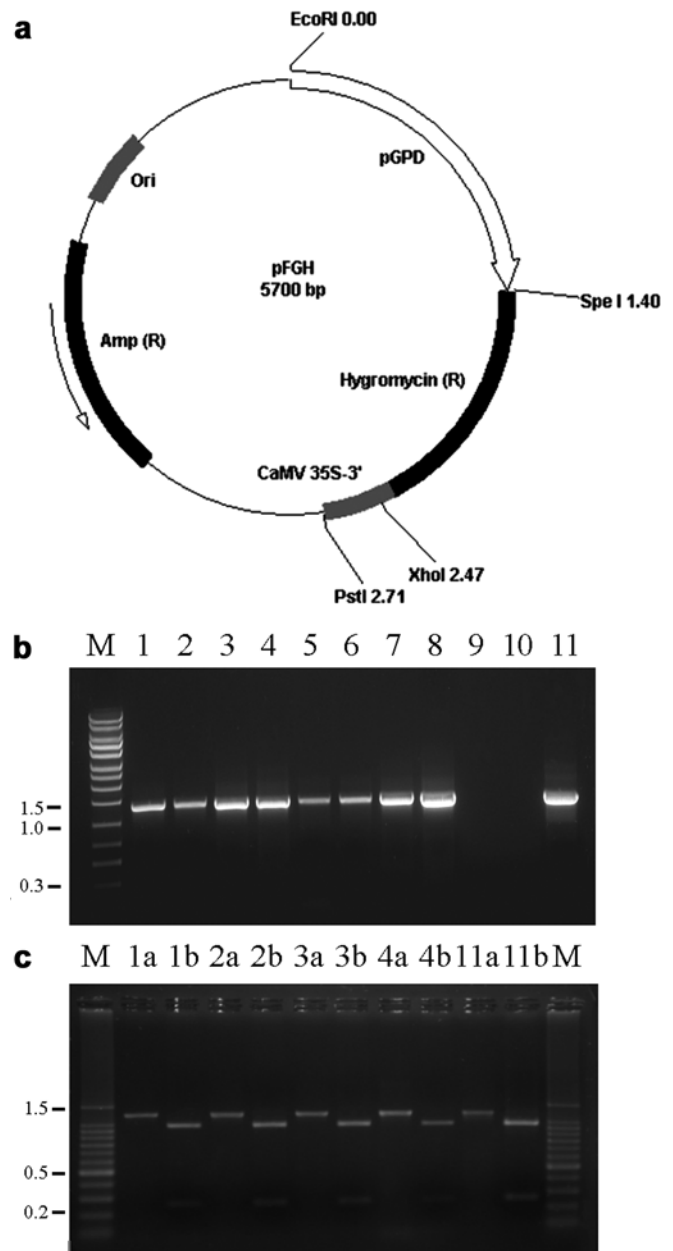 a
EcoRI 0.00
pGPD
Ori
pFGH
5700 bp
Spe I 1.40
Amp (R)
Hygromycin (R)
CaMV 35S-3'
XhoI 2.47
PstI 2.71
b
M 1 2 3 4 5 6 7 8 9 10 11
1.5
1.0
0.3
c
M 1a 1b 2a 2b 3a 3b 4a 4b 11a 11b M
1.5
0.5
0.2